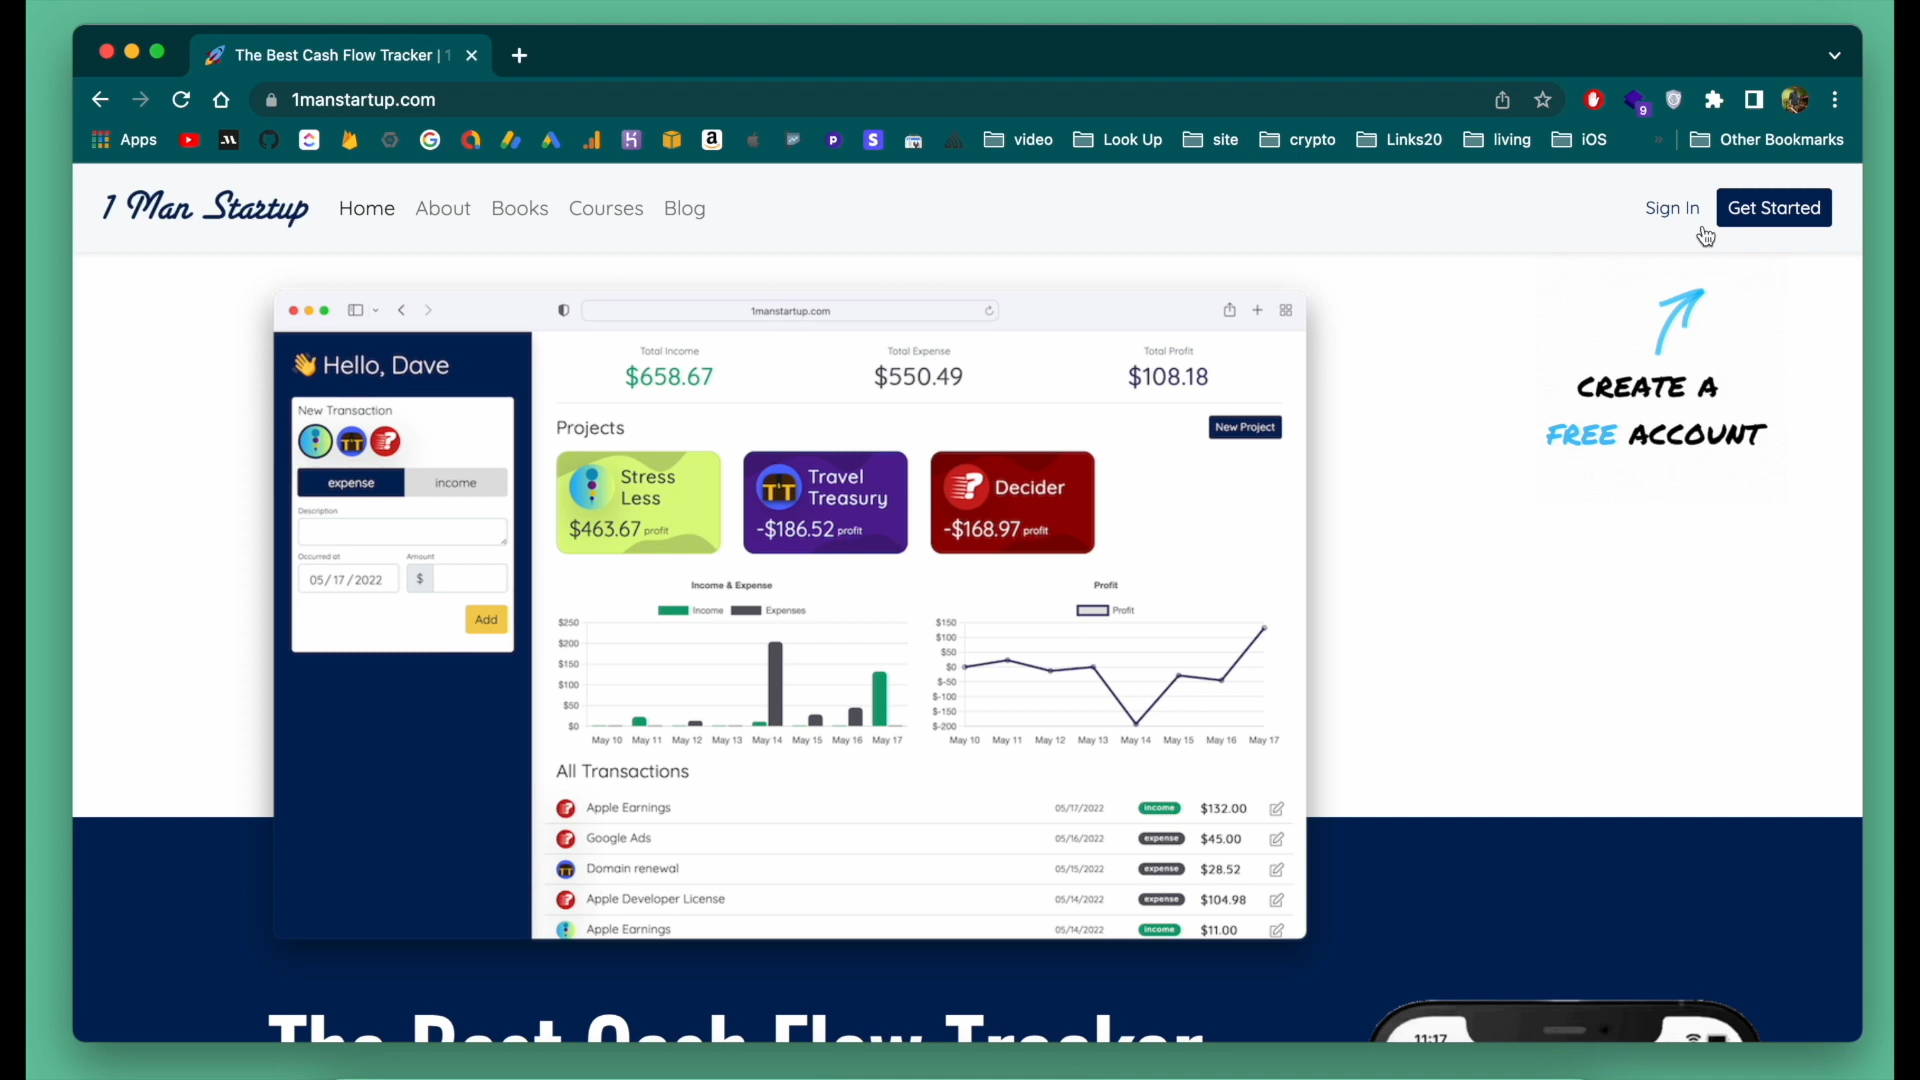 The Best Cash Flow Tracker | 1
1manstartup.com
9
Apps
video
Look Up
site
crypto
Links20
living
iOS
Other Bookmarks
1 Man Startup
Home
About
Books
Courses
Blog
Sign In
Get Started
CREATE A
FREE ACCOUNT
1manstartup.com
Hello, Dave
New Transaction
expense
income
Description
Occurred at
Amount
05/17/2022
$
Add
Total Income
$658.67
Total Expense
$550.49
Total Profit
$108.18
Projects
New Project
Stress
Less
$463.67 profit
Travel
Treasury
-$186.52 profit
Decider
-$168.97 profit
Income & Expense
Income
Expenses
$250
$200
$150
$100
$50
$0
May 10 May 11 May 12 May 13 May 14 May 15 May 16 May 17
Profit
Profit
$150
$100
$50
$0
$-50
$-100
$-150
$-200
May 10 May 11 May 12 May 13 May 14 May 15 May 16 May 17
All Transactions
Apple Earnings 05/17/2022 income $132.00
Google Ads 05/16/2022 expense $45.00
Domain renewal 05/15/2022 expense $28.52
Apple Developer License 05/14/2022 expense $104.98
Apple Earnings 05/14/2022 income $11.00
The Best Cash Flow Tracker
11:17